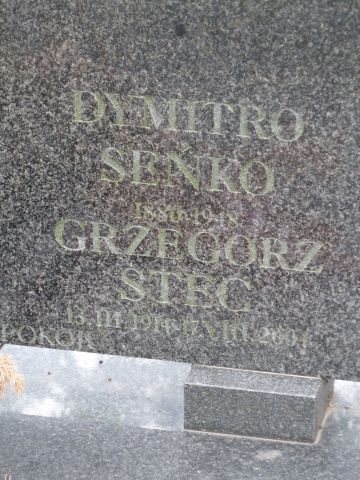 DYMITRO
SEŃKO
1880-1948
GRZEGORZ
STEC
13.III.1914-17.VIII.2004
POKÓJ